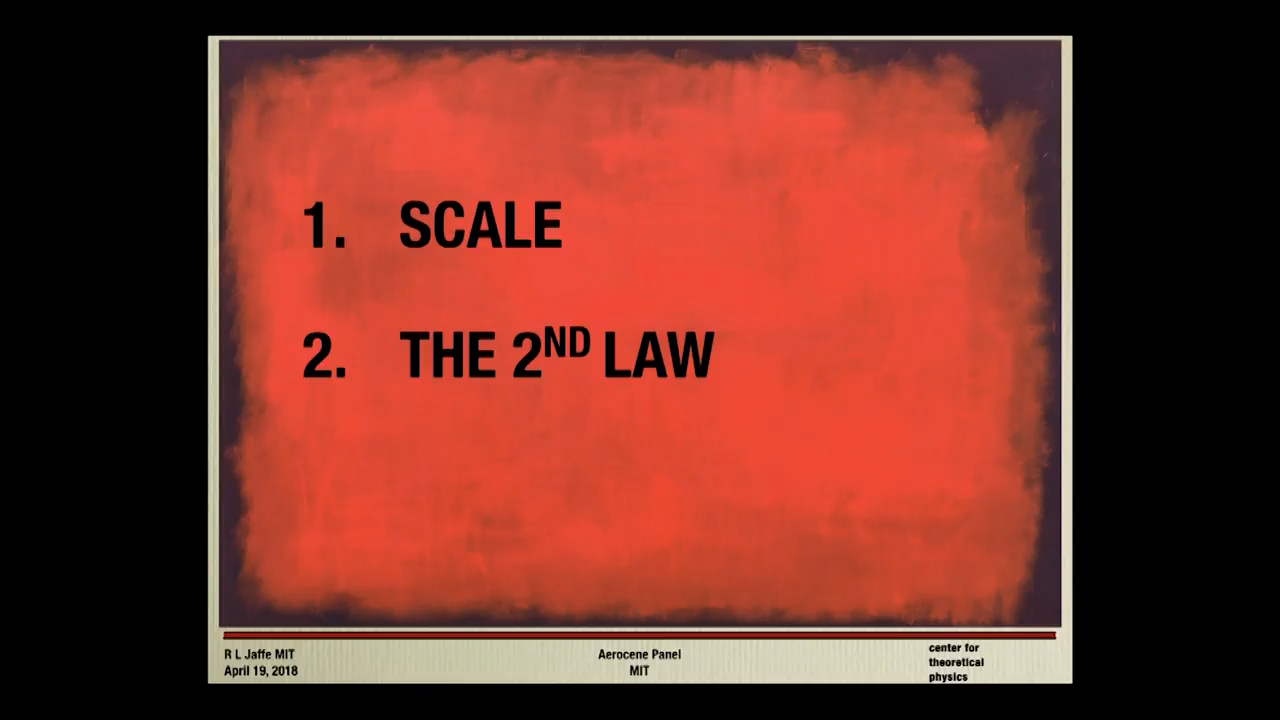 1. SCALE
2. THE 2ND LAW
R L Jaffe MIT
April 19, 2018
Aerocene Panel
MIT
center for
theoretical
physics